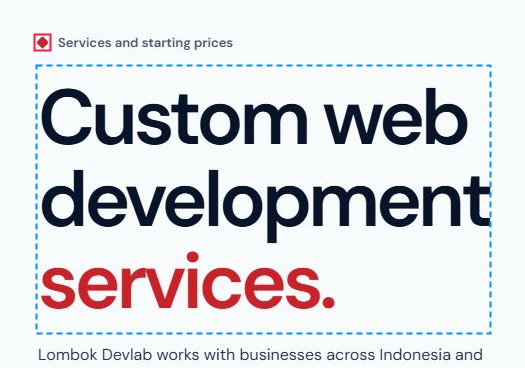 Services and starting prices
Custom web
development
services.
Lombok Devlab works with businesses across Indonesia and